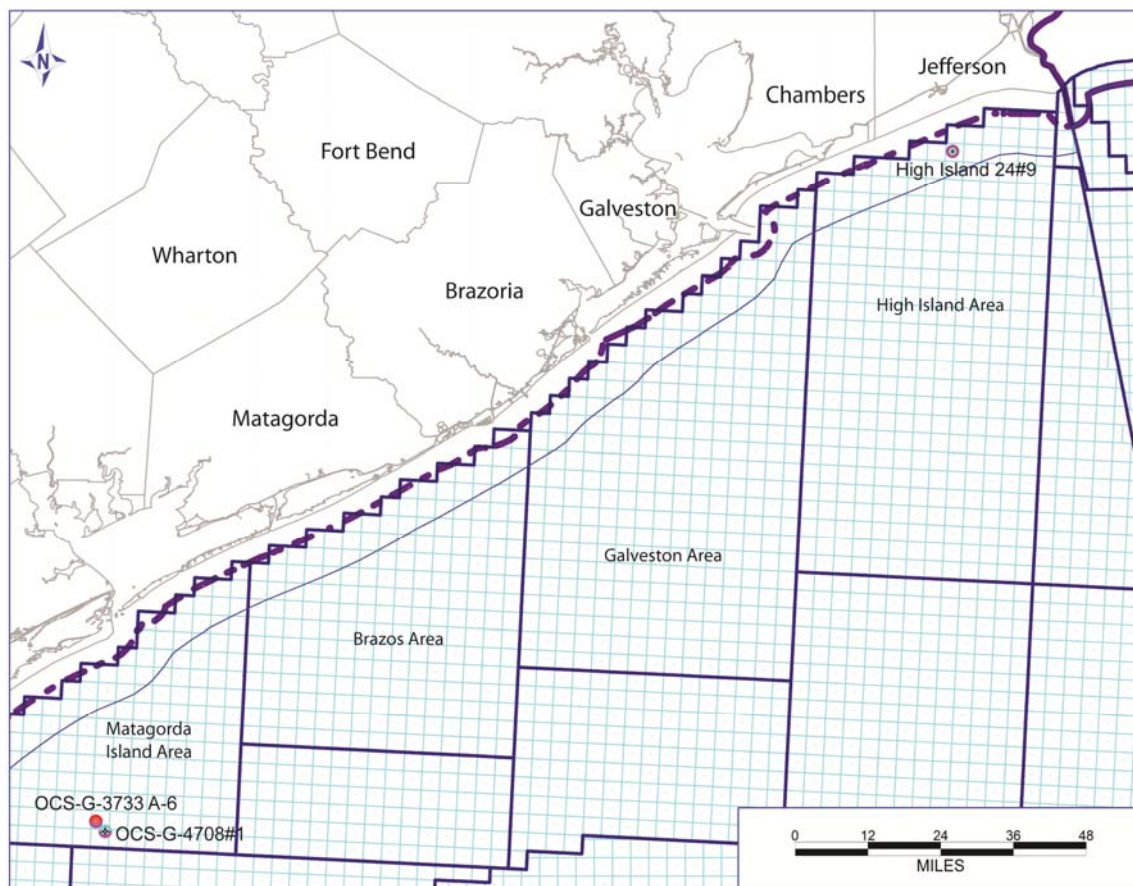 N
Jefferson
Chambers
Fort Bend
High Island 24#9
Galveston
Wharton
Brazoria
High Island Area
Matagorda
Galveston Area
Brazos Area
Matagorda
Island Area
OCS-G-3733 A-6
OCS-G-4708#1
0 12 24 36 48
MILES